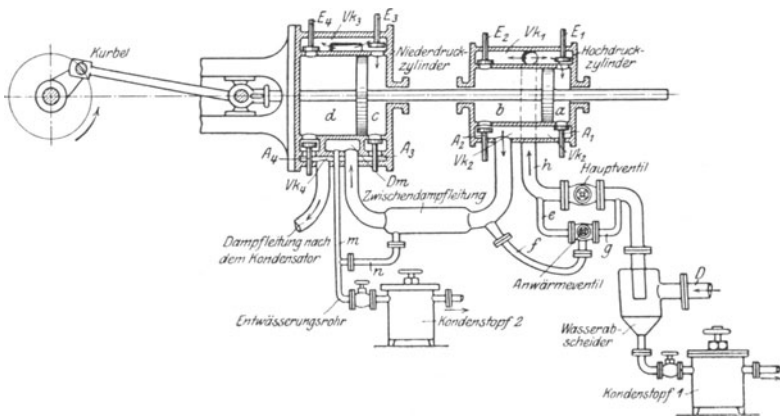 E₄ Vk₃ E₃
E₂ Vk₁ E₁
Kurbel
Niederdruck-
zylinder
Hochdruck-
zylinder
d c
b a
A₄ A₃
A₂ A₁
Vk₄
Vk₂ Vk₂
Dm
h
Hauptventil
Zwischendampfleitung
e
g
f
Anwärmeventil
Dampfleitung nach
dem Kondensator
m
n
D
Entwässerungsrohr
Kondenstopf 2
Wasserab-
scheider
Kondenstopf 1